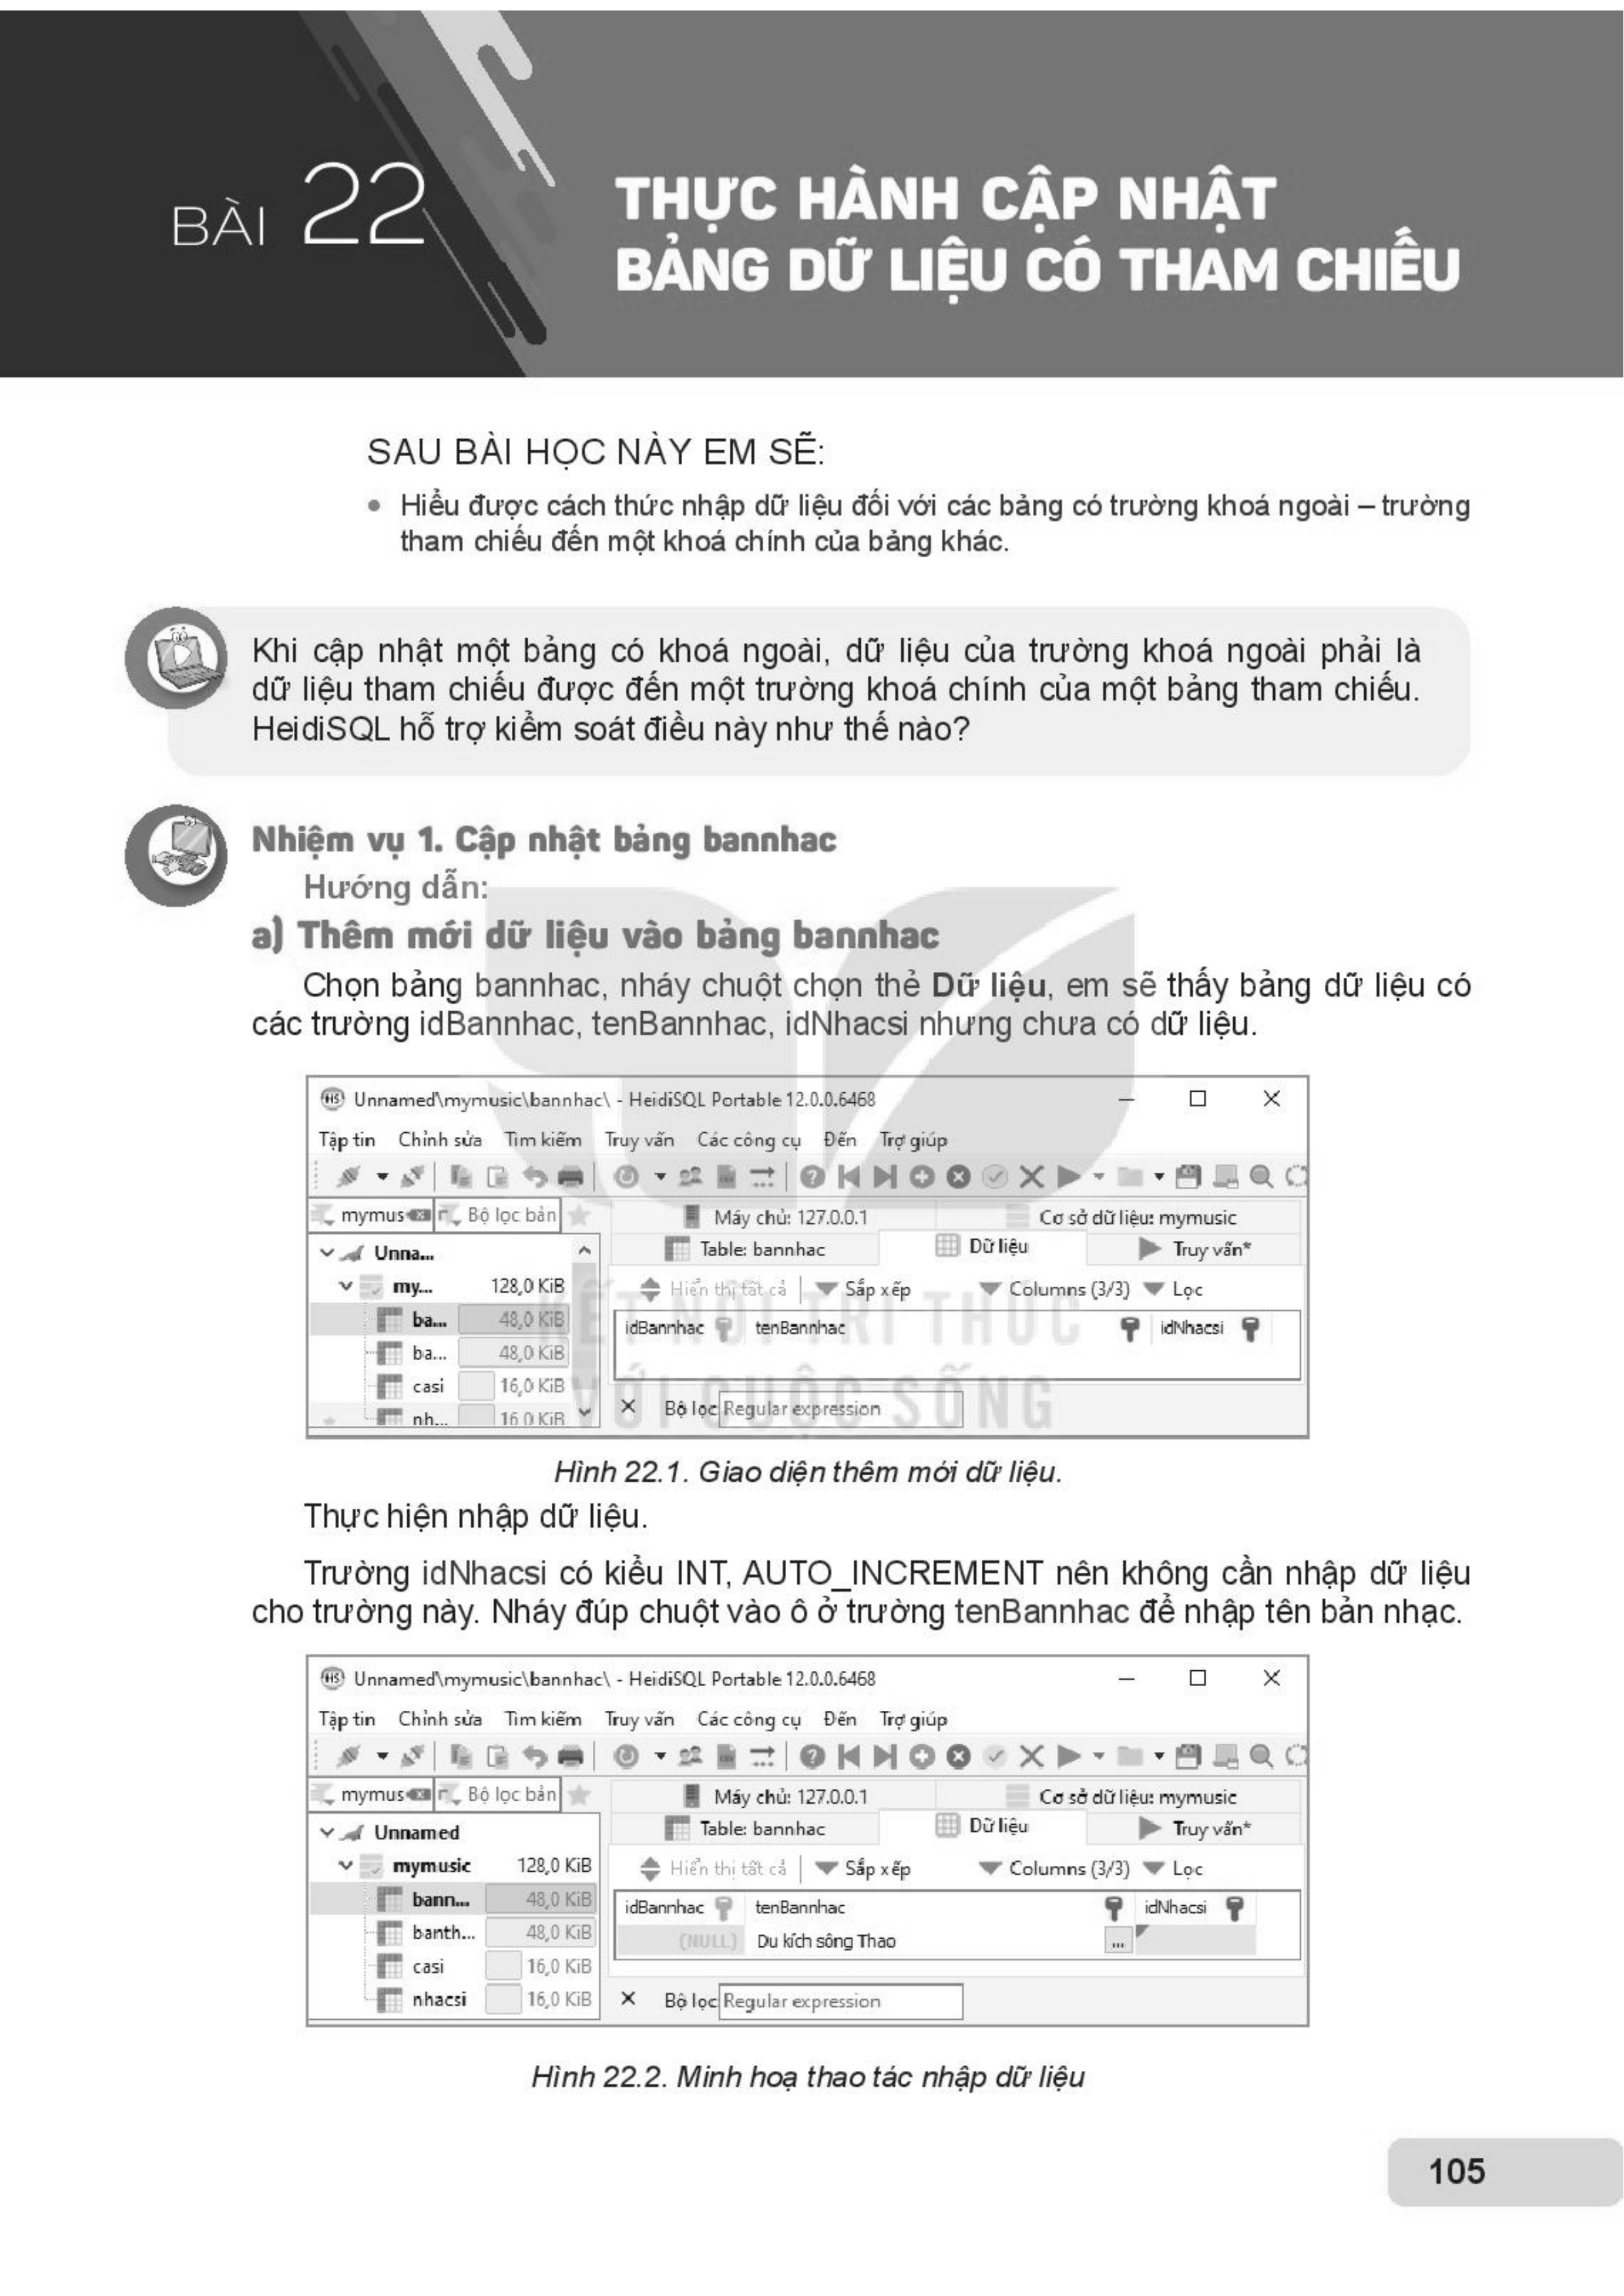 BÀI 22
THỰC HÀNH CẬP NHẬT
BẢNG DỮ LIỆU CÓ THAM CHIẾU
SAU BÀI HỌC NÀY EM SẼ:
• Hiểu được cách thức nhập dữ liệu đối với các bảng có trường khoá ngoài – trường
tham chiếu đến một khoá chính của bảng khác.
Khi cập nhật một bảng có khoá ngoài, dữ liệu của trường khoá ngoài phải là
dữ liệu tham chiếu được đến một trường khoá chính của một bảng tham chiếu.
HeidiSQL hỗ trợ kiểm soát điều này như thế nào?
Nhiệm vụ 1. Cập nhật bảng bannhac
Hướng dẫn:
a) Thêm mới dữ liệu vào bảng bannhac
Chọn bảng bannhac, nháy chuột chọn thẻ Dữ liệu, em sẽ thấy bảng dữ liệu có
các trường idBannhac, tenBannhac, idNhacsi nhưng chưa có dữ liệu.
Unnamed\mymusic\bannhac\ - HeidiSQL Portable 12.0.0.6468
Tập tin Chỉnh sửa Tìm kiếm Truy vấn Các công cụ Đến Trợ giúp
mymus Bộ lọc bản Máy chủ: 127.0.0.1 Cơ sở dữ liệu: mymusic
Unna... Table: bannhac Dữ liệu Truy vấn*
my... 128,0 KiB Hiển thị tất cả Sắp xếp Columns (3/3) Lọc
ba... 48,0 KiB idBannhac tenBannhac idNhacsi
ba... 48,0 KiB
casi 16,0 KiB
nh... 16,0 KiB Bộ lọc Regular expression
KẾT NỐI TRI THỨC
VỚI CUỘC SỐNG
Hình 22.1. Giao diện thêm mới dữ liệu.
Thực hiện nhập dữ liệu.
Trường idNhacsi có kiểu INT, AUTO_INCREMENT nên không cần nhập dữ liệu
cho trường này. Nháy đúp chuột vào ô ở trường tenBannhac để nhập tên bản nhạc.
Unnamed\mymusic\bannhac\ - HeidiSQL Portable 12.0.0.6468
Tập tin Chỉnh sửa Tìm kiếm Truy vấn Các công cụ Đến Trợ giúp
mymus Bộ lọc bản Máy chủ: 127.0.0.1 Cơ sở dữ liệu: mymusic
Unnamed Table: bannhac Dữ liệu Truy vấn*
mymusic 128,0 KiB Hiển thị tất cả Sắp xếp Columns (3/3) Lọc
bann... 48,0 KiB idBannhac tenBannhac idNhacsi
banth... 48,0 KiB (NULL) Du kích sông Thao ...
casi 16,0 KiB
nhacsi 16,0 KiB Bộ lọc Regular expression
Hình 22.2. Minh hoạ thao tác nhập dữ liệu
105